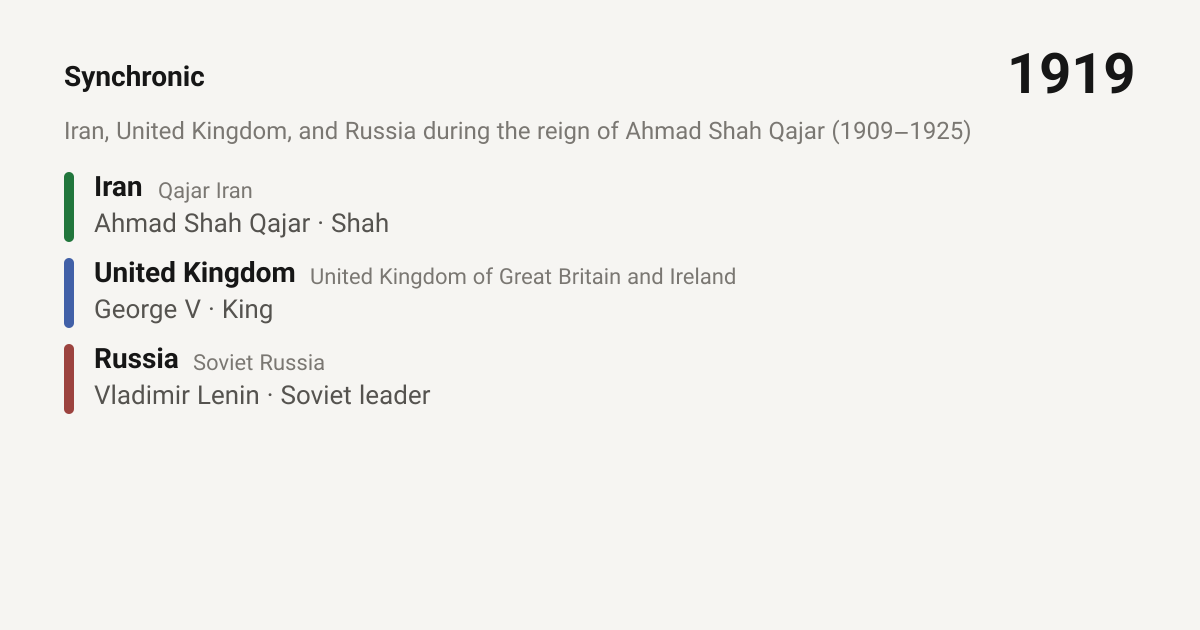 Synchronic
1919
Iran, United Kingdom, and Russia during the reign of Ahmad Shah Qajar (1909–1925)
Iran Qajar Iran
Ahmad Shah Qajar · Shah
United Kingdom United Kingdom of Great Britain and Ireland
George V · King
Russia Soviet Russia
Vladimir Lenin · Soviet leader